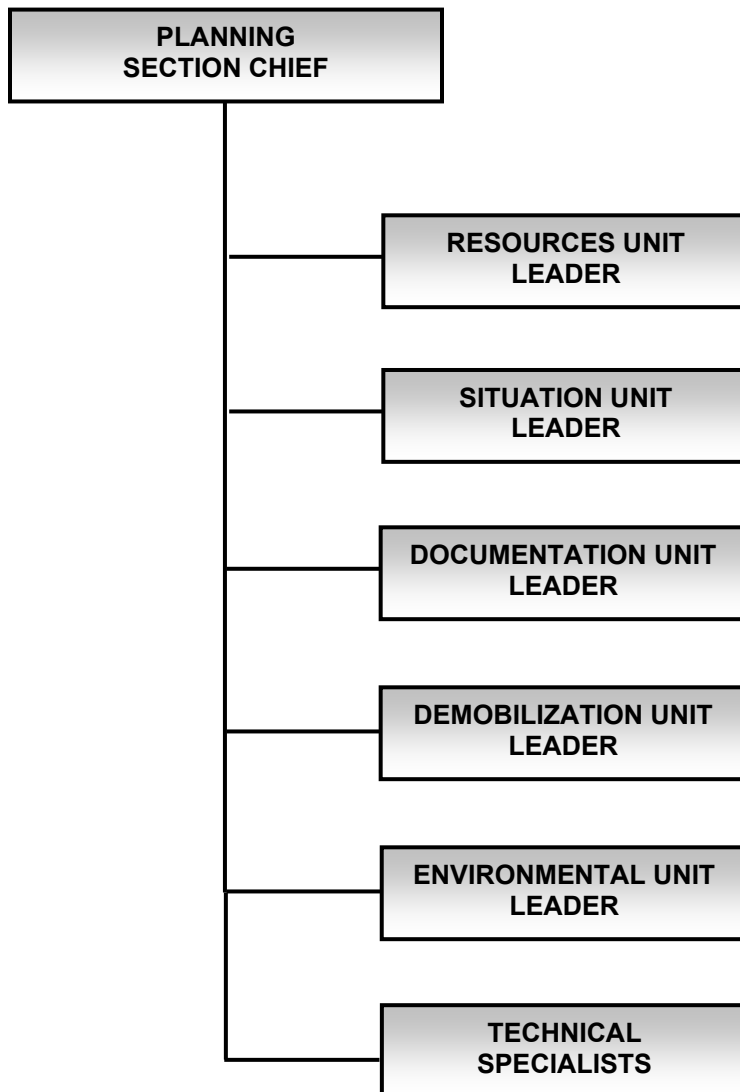 PLANNING
SECTION CHIEF
RESOURCES UNIT
LEADER
SITUATION UNIT
LEADER
DOCUMENTATION UNIT
LEADER
DEMOBILIZATION UNIT
LEADER
ENVIRONMENTAL UNIT
LEADER
TECHNICAL
SPECIALISTS